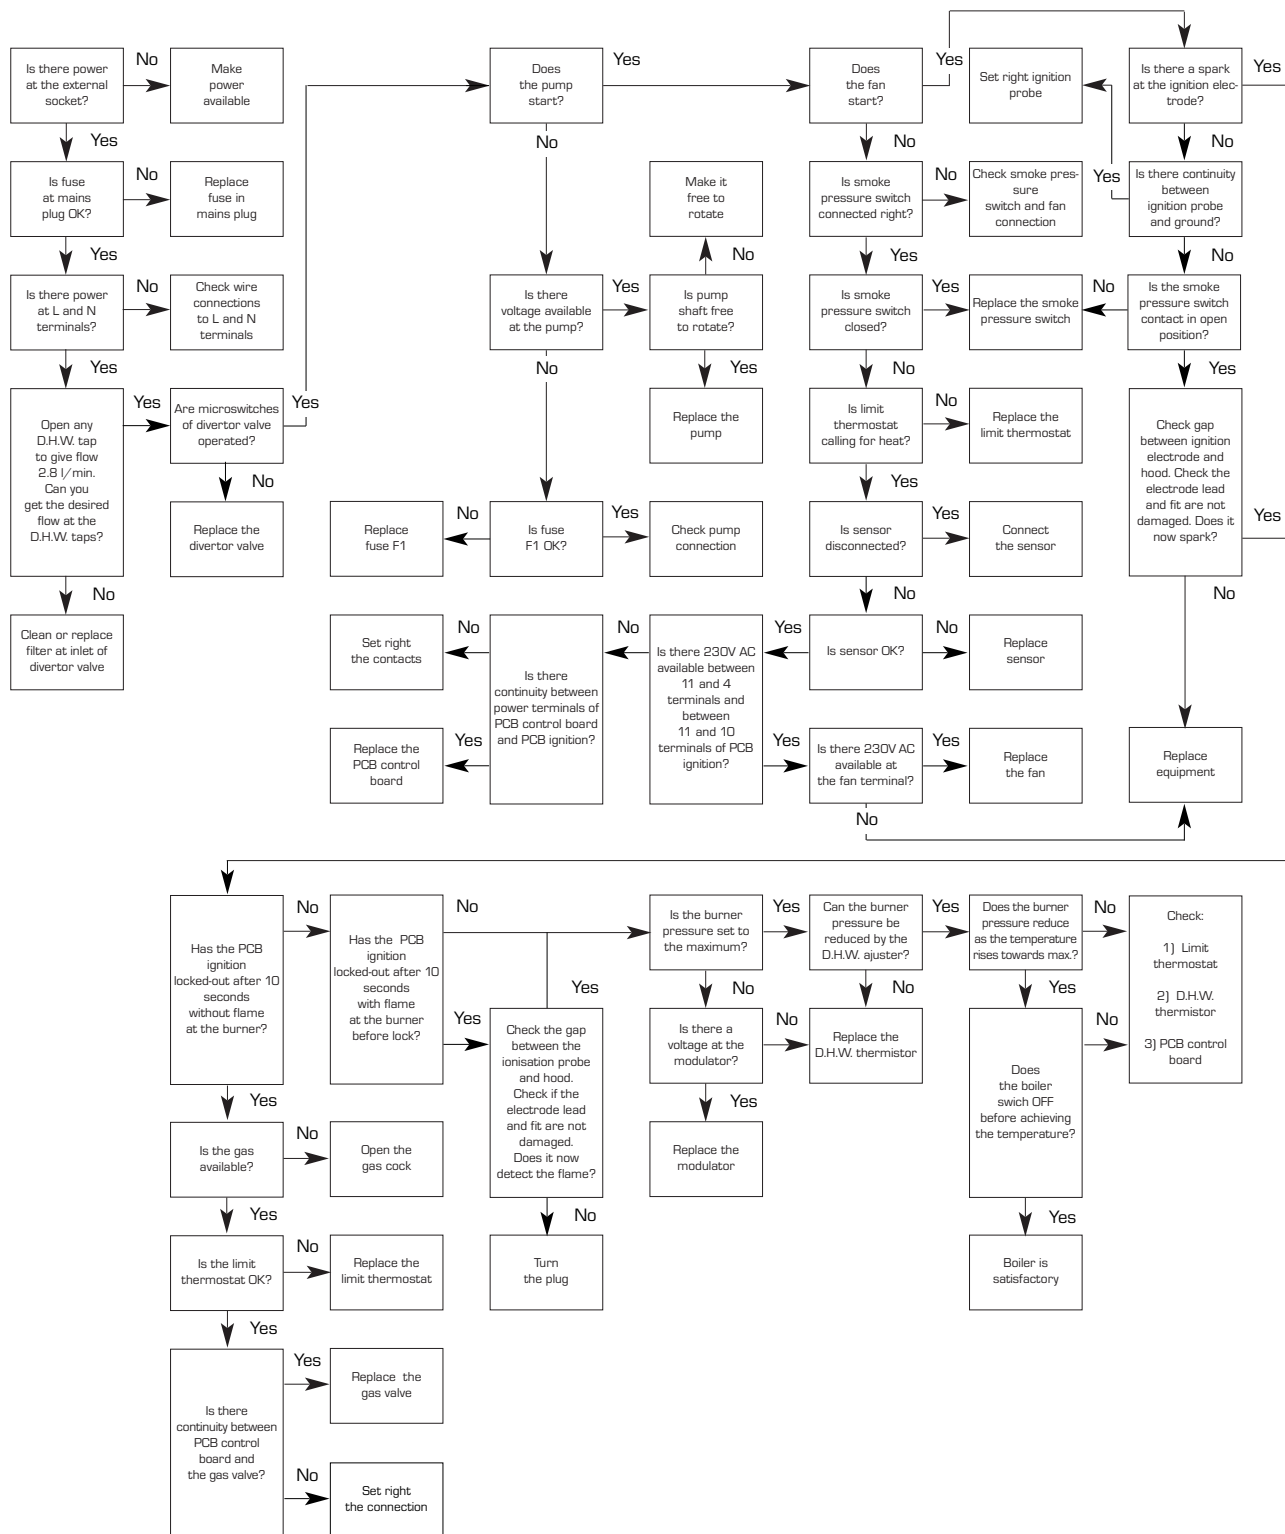 Is there power
at the external
socket?
No
Make
power
available
Yes
Is fuse
at mains
plug OK?
No
Replace
fuse in
mains plug
Yes
Is there power
at L and N
terminals?
No
Check wire
connections
to L and N
terminals
Yes
Open any
D.H.W. tap
to give flow
2.8 l/min.
Can you
get the desired
flow at the
D.H.W. taps?
Yes
Are microswitches
of divertor valve
operated?
Yes
No
Replace the
divertor valve
No
Clean or replace
filter at inlet of
divertor valve
Does
the pump
start?
Yes
No
Is there
voltage available
at the pump?
Yes
Is pump
shaft free
to rotate?
No
Make it
free to
rotate
Yes
Replace the
pump
No
Is fuse
F1 OK?
No
Replace
fuse F1
Yes
Check pump
connection
Does
the fan
start?
Yes
No
Is smoke
pressure switch
connected right?
No
Check smoke pres-
sure
switch and fan
connection
Yes
Is smoke
pressure switch
closed?
Yes
Replace the smoke
pressure switch
No
Is limit
thermostat
calling for heat?
No
Replace the
limit thermostat
Yes
Is sensor
disconnected?
Yes
Connect
the sensor
No
Is sensor OK?
No
Replace
sensor
Yes
Is there 230V AC
available between
11 and 4
terminals and
between
11 and 10
terminals of PCB
ignition?
No
Is there
continuity between
power terminals of
PCB control board
and PCB ignition?
No
Set right
the contacts
Yes
Replace the
PCB control
board
Yes
Is there 230V AC
available at
the fan terminal?
Yes
Replace
the fan
No
Set right ignition
probe
Is there a spark
at the ignition elec-
trode?
Yes
No
Is there continuity
between
ignition probe
and ground?
Yes
No
Is the smoke
pressure switch
contact in open
position?
No
Yes
Check gap
between ignition
electrode and
hood. Check the
electrode lead
and fit are not
damaged. Does it
now spark?
Yes
No
Replace
equipment
Has the PCB
ignition
locked-out after 10
seconds
without flame
at the burner?
No
Has the PCB
ignition
locked-out after 10
seconds
with flame
at the burner
before lock?
No
Yes
Yes
Check the gap
between the
ionisation probe
and hood.
Check if the
electrode lead
and fit are not
damaged.
Does it now
detect the flame?
No
Turn
the plug
Yes
Is the gas
available?
No
Open the
gas cock
Yes
Is the limit
thermostat OK?
No
Replace the
limit thermostat
Yes
Is there
continuity between
PCB control
board and
the gas valve?
Yes
Replace the
gas valve
No
Set right
the connection
Is the burner
pressure set to
the maximum?
Yes
Can the burner
pressure be
reduced by the
D.H.W. ajuster?
Yes
Does the burner
pressure reduce
as the temperature
rises towards max.?
No
Check:
1) Limit
thermostat
2) D.H.W.
thermistor
3) PCB control
board
No
Is there a
voltage at the
modulator?
No
Replace the
D.H.W. thermistor
No
Yes
Replace the
modulator
Yes
Does
the boiler
swich OFF
before achieving
the temperature?
No
Yes
Boiler is
satisfactory